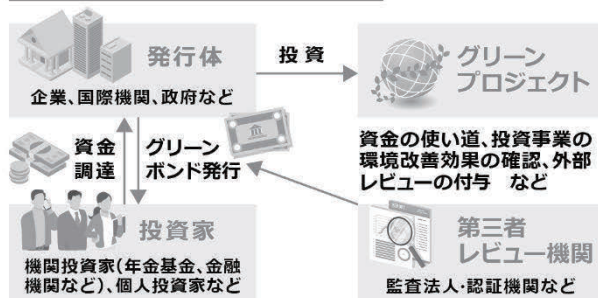 発行体
企業、国際機関、政府など
投資
グリーン
プロジェクト
資金
調達
グリーン
ボンド発行
資金の使い道、投資事業の
環境改善効果の確認、外部
レビューの付与　など
投資家
機関投資家(年金基金、金融
機関など)、個人投資家など
第三者
レビュー機関
監査法人・認証機関など